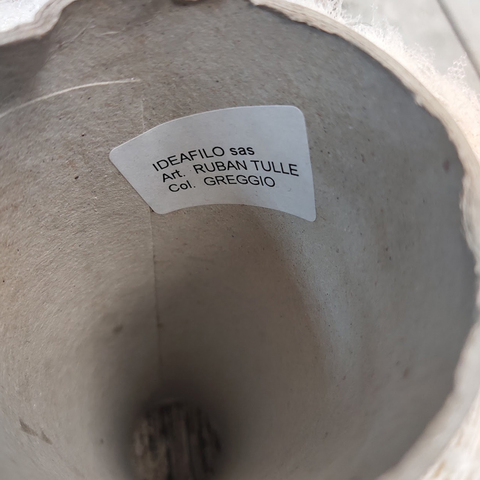 IDEAFILO sas
Art. RUBAN TULLE
Col. GREGGIO